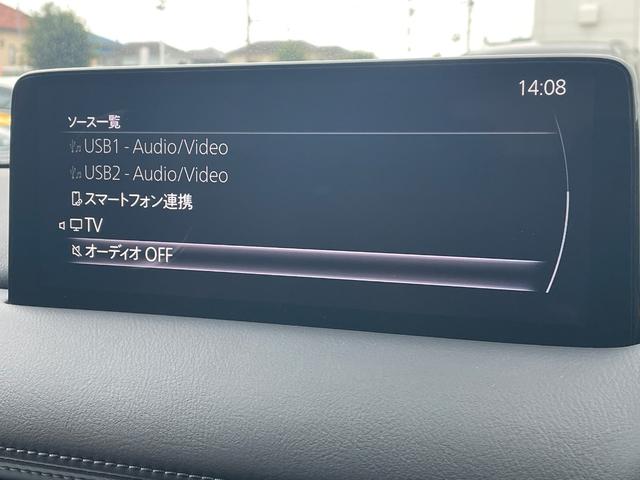 14:08
ソース一覧
USB1 - Audio/Video
USB2 - Audio/Video
スマートフォン連携
TV
オーディオ OFF